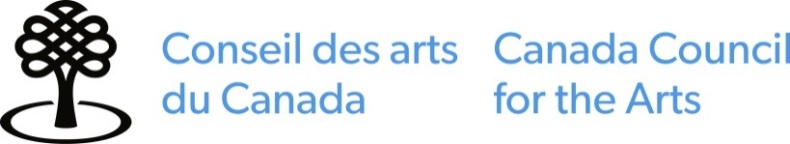 Conseil des arts
du Canada
Canada Council
for the Arts